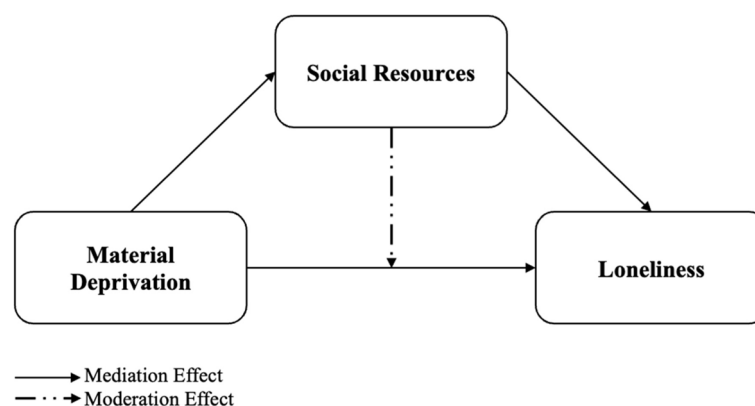 Social Resources
Material
Deprivation
Loneliness
Mediation Effect
Moderation Effect